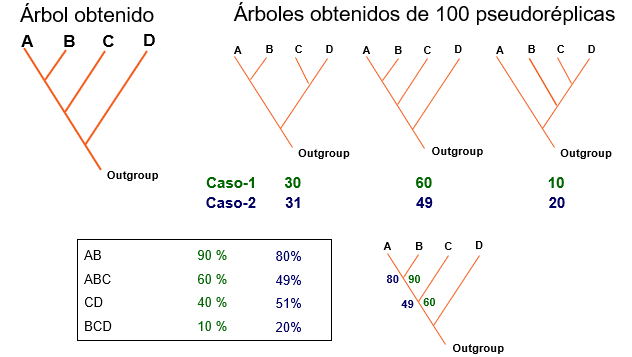 Árbol obtenido
A B C D
Outgroup
Árboles obtenidos de 100 pseudoréplicas
A B C D
Outgroup
A B C D
Outgroup
A B C D
Outgroup
Caso-1 30 60 10
Caso-2 31 49 20
AB 90 % 80%
ABC 60 % 49%
CD 40 % 51%
BCD 10 % 20%
A B C D
80 90
49 60
Outgroup